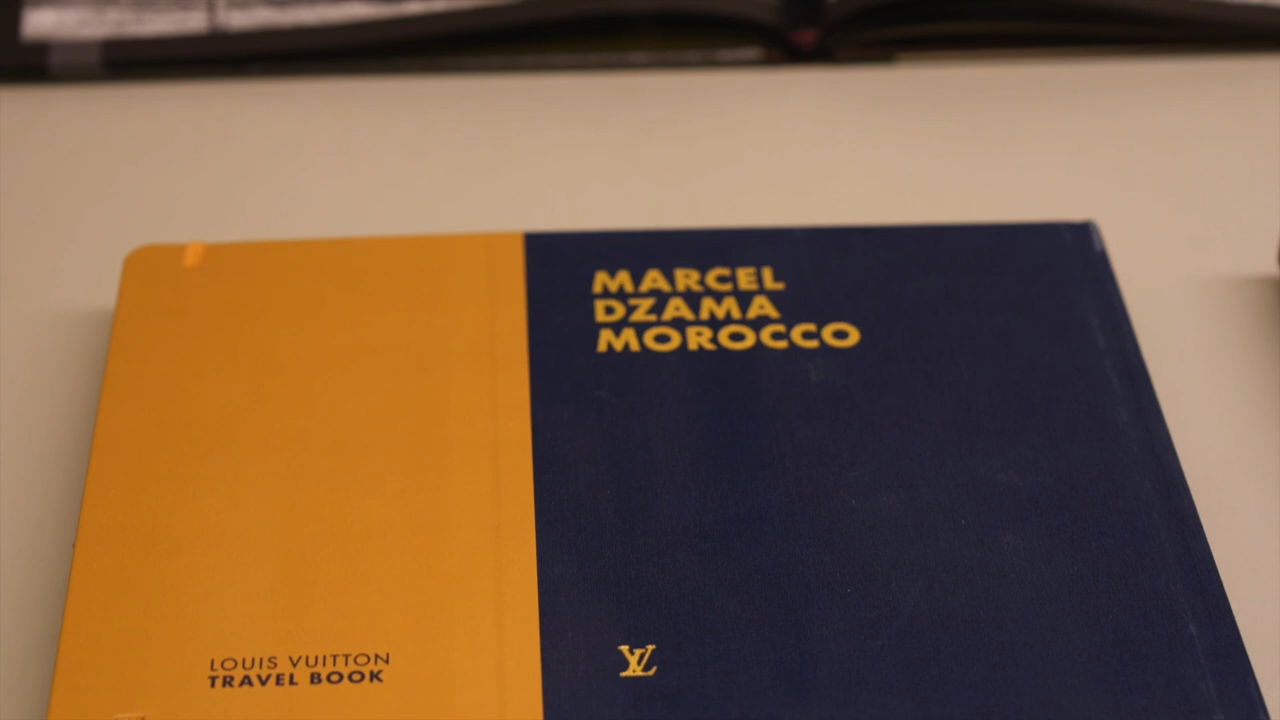 MARCEL
DZAMA
MOROCCO
LOUIS VUITTON
TRAVEL BOOK
LV